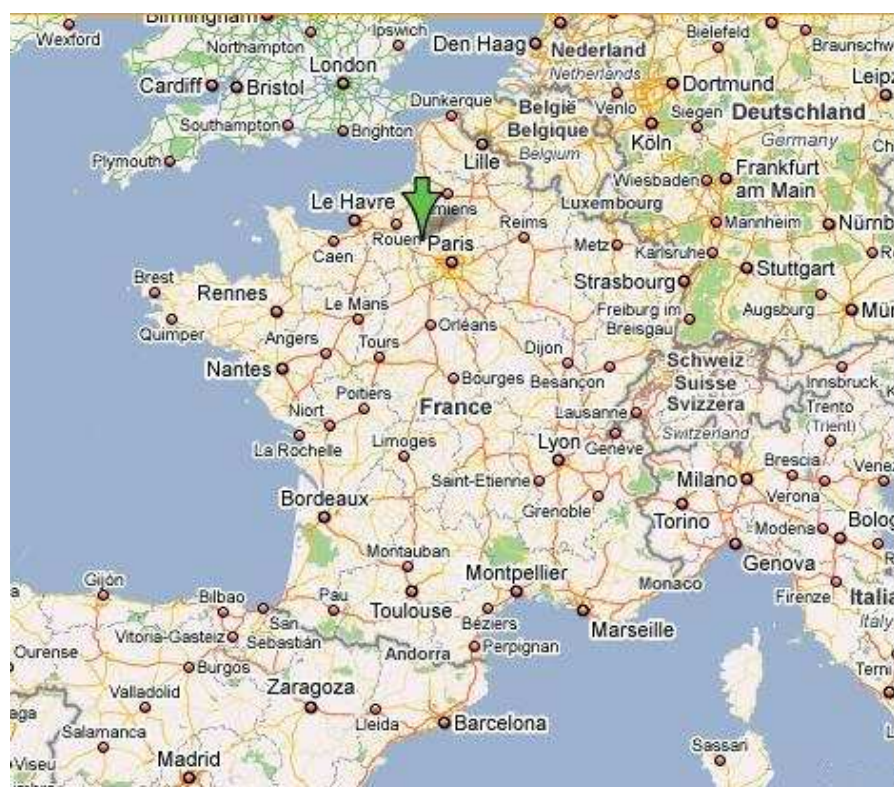 Birmingham
Ipswich
Wexford
Northampton
Den Haag
Nederland
Netherlands
Bielefeld
London
Cardiff
Bristol
Dortmund
Dunkerque
België
Belgique
Belgium
Venlo
Siegen
Deutschland
Germany
Southampton
Brighton
Köln
Lille
Plymouth
Frankfurt
am Main
Wiesbaden
Le Havre
Luxembourg
Rouen
Paris
Reims
Metz
Mannheim
Caen
Karlsruhe
Stuttgart
Brest
Rennes
Strasbourg
Le Mans
Freiburg im
Breisgau
Augsburg
Quimper
Angers
Tours
Orléans
Dijon
Nantes
Bourges
Besançon
Schweiz
Suisse
Svizzera
Switzerland
Innsbruck
Poitiers
France
Lausanne
Trento
(Trient)
Niort
La Rochelle
Limoges
Lyon
Genève
Saint-Etienne
Milano
Brescia
Verona
Bordeaux
Grenoble
Torino
Modena
Montauban
Montpellier
Genova
Gijón
Bilbao
Pau
Toulouse
Monaco
Firenze
Italia
Italy
San
Sebastián
Béziers
Marseille
Vitoria-Gasteiz
Andorra
Perpignan
Ourense
Burgos
Terni
Valladolid
Zaragoza
Lleida
Barcelona
Salamanca
Sassari
Viseu
Madrid